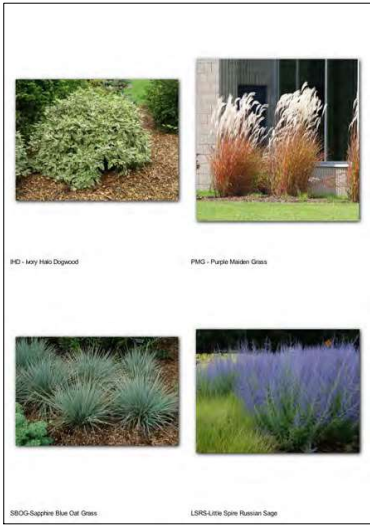 IHD - Ivory Halo Dogwood
PMG - Purple Maiden Grass
SBOG-Sapphire Blue Oat Grass
LSRS-Little Spire Russian Sage